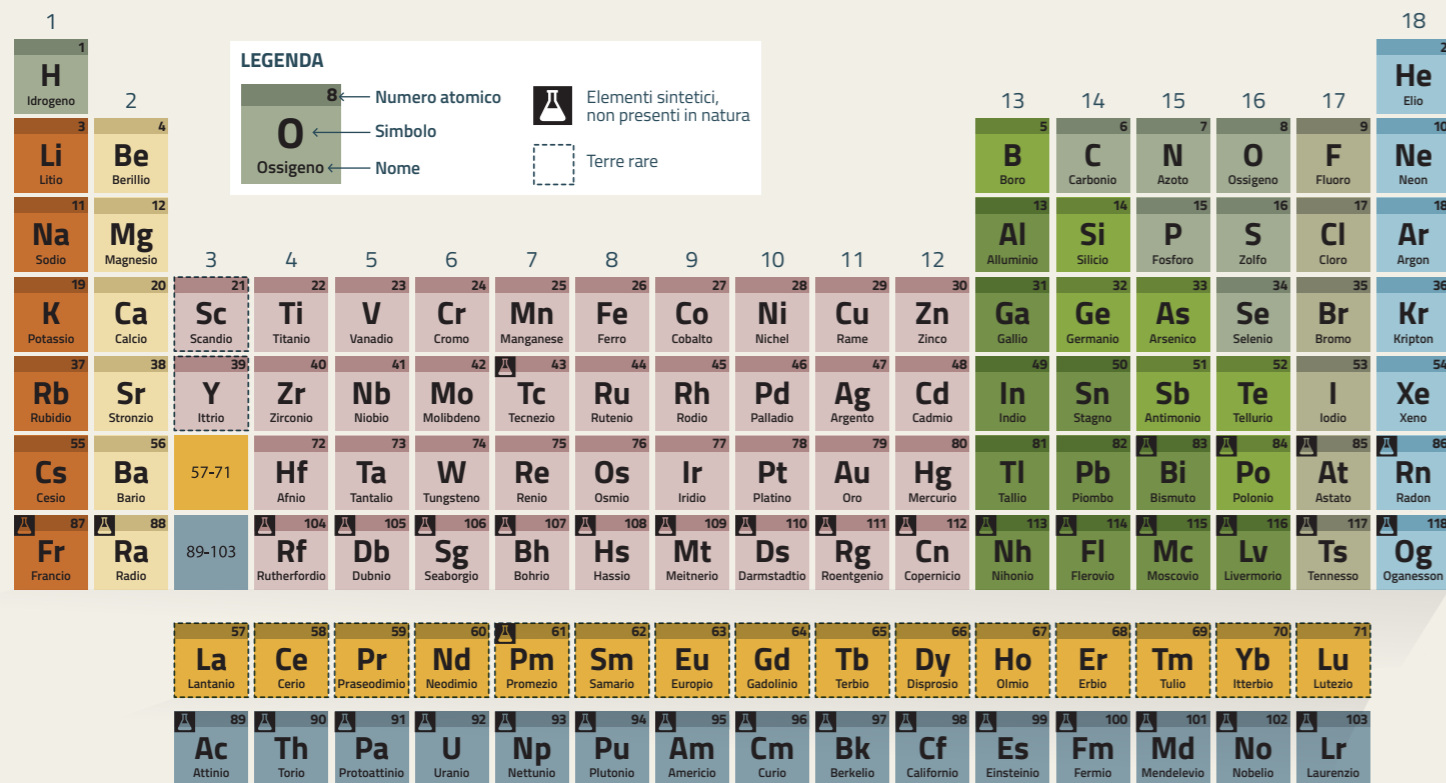 1
18
1
H
Idrogeno
2
He
Elio
LEGENDA
8
O
Ossigeno
Numero atomico
Simbolo
Nome
Elementi sintetici,
non presenti in natura
Terre rare
2
13
14
15
16
17
3
Li
Litio
4
Be
Berillio
5
B
Boro
6
C
Carbonio
7
N
Azoto
8
O
Ossigeno
9
F
Fluoro
10
Ne
Neon
11
Na
Sodio
12
Mg
Magnesio
13
Al
Alluminio
14
Si
Silicio
15
P
Fosforo
16
S
Zolfo
17
Cl
Cloro
18
Ar
Argon
3
4
5
6
7
8
9
10
11
12
19
K
Potassio
20
Ca
Calcio
21
Sc
Scandio
22
Ti
Titanio
23
V
Vanadio
24
Cr
Cromo
25
Mn
Manganese
26
Fe
Ferro
27
Co
Cobalto
28
Ni
Nichel
29
Cu
Rame
30
Zn
Zinco
31
Ga
Gallio
32
Ge
Germanio
33
As
Arsenico
34
Se
Selenio
35
Br
Bromo
36
Kr
Kripton
37
Rb
Rubidio
38
Sr
Stronzio
39
Y
Ittrio
40
Zr
Zirconio
41
Nb
Niobio
42
Mo
Molibdeno
43
Tc
Tecnezio
44
Ru
Rutenio
45
Rh
Rodio
46
Pd
Palladio
47
Ag
Argento
48
Cd
Cadmio
49
In
Indio
50
Sn
Stagno
51
Sb
Antimonio
52
Te
Tellurio
53
I
Iodio
54
Xe
Xeno
55
Cs
Cesio
56
Ba
Bario
57-71
72
Hf
Afnio
73
Ta
Tantalio
74
W
Tungsteno
75
Re
Renio
76
Os
Osmio
77
Ir
Iridio
78
Pt
Platino
79
Au
Oro
80
Hg
Mercurio
81
Tl
Tallio
82
Pb
Piombo
83
Bi
Bismuto
84
Po
Polonio
85
At
Astato
86
Rn
Radon
87
Fr
Francio
88
Ra
Radio
89-103
104
Rf
Rutherfordio
105
Db
Dubnio
106
Sg
Seaborgio
107
Bh
Bohrio
108
Hs
Hassio
109
Mt
Meitnerio
110
Ds
Darmstadtio
111
Rg
Roentgenio
112
Cn
Copernicio
113
Nh
Nihonio
114
Fl
Flerovio
115
Mc
Moscovio
116
Lv
Livermorio
117
Ts
Tennesso
118
Og
Oganesson
57
La
Lantanio
58
Ce
Cerio
59
Pr
Praseodimio
60
Nd
Neodimio
61
Pm
Promezio
62
Sm
Samario
63
Eu
Europio
64
Gd
Gadolinio
65
Tb
Terbio
66
Dy
Disprosio
67
Ho
Olmio
68
Er
Erbio
69
Tm
Tulio
70
Yb
Itterbio
71
Lu
Lutezio
89
Ac
Attinio
90
Th
Torio
91
Pa
Protoattinio
92
U
Uranio
93
Np
Nettunio
94
Pu
Plutonio
95
Am
Americio
96
Cm
Curio
97
Bk
Berkelio
98
Cf
Californio
99
Es
Einsteinio
100
Fm
Fermio
101
Md
Mendelevio
102
No
Nobelio
103
Lr
Laurenzio